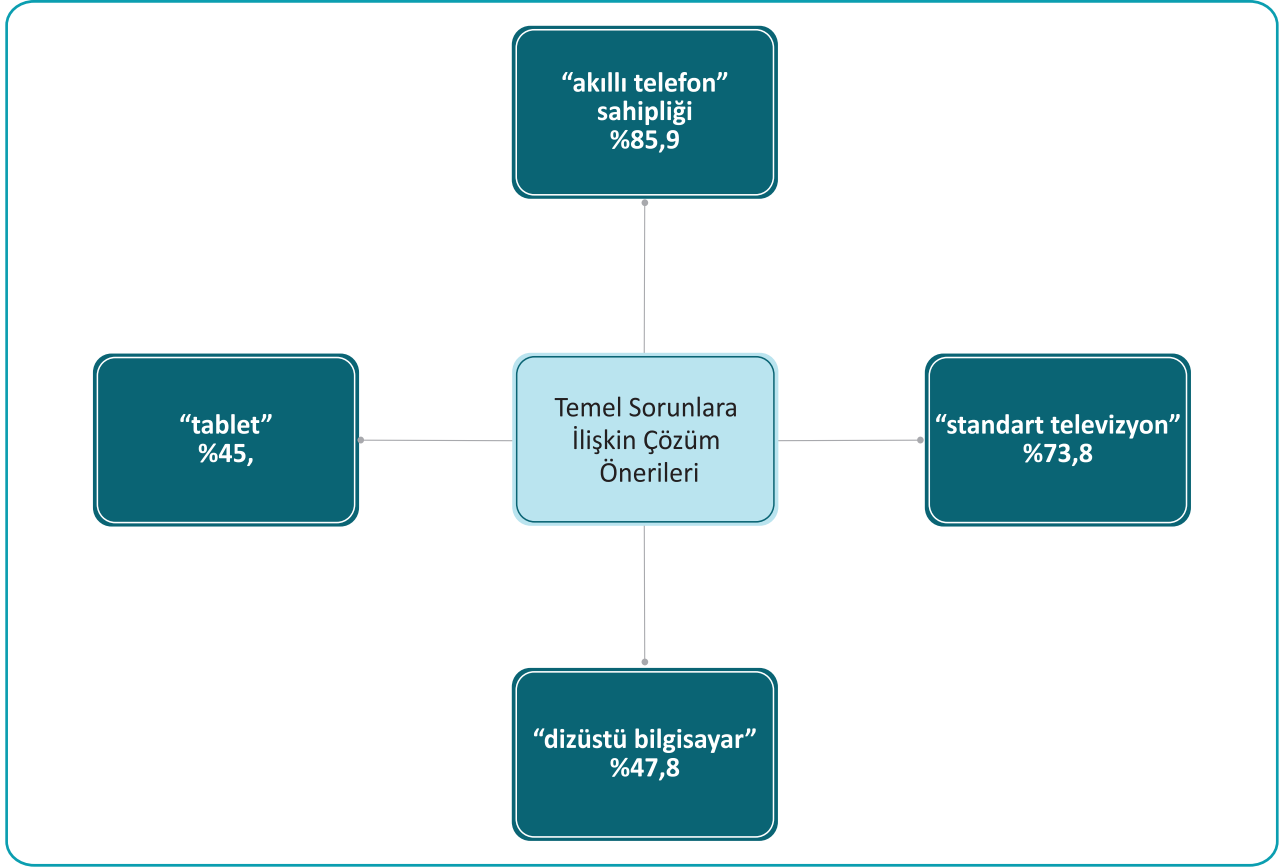 “akıllı telefon”
sahipliği
%85,9
“tablet”
%45,
Temel Sorunlara
İlişkin Çözüm
Önerileri
“standart televizyon”
%73,8
“dizüstü bilgisayar”
%47,8